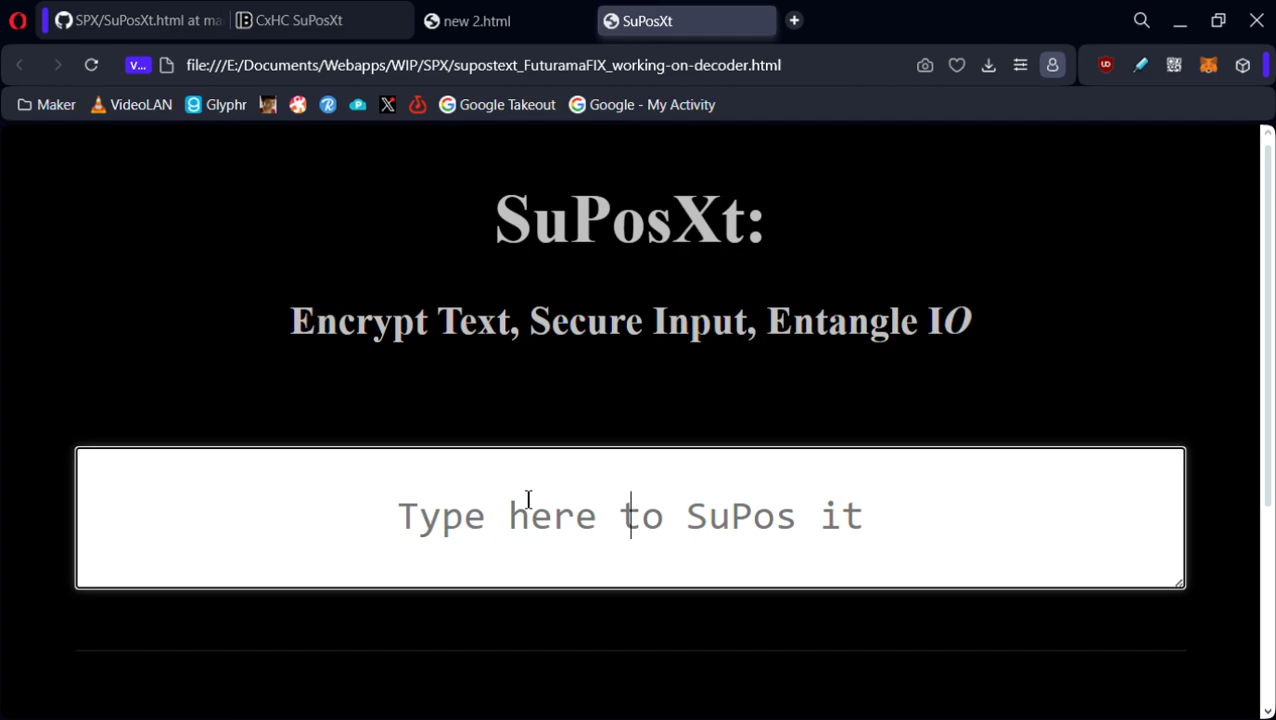 SPX/SuPosXt.html at ma
CxHC SuPosXt
new 2.html
SuPosXt
V...
file:///E:/Documents/Webapps/WIP/SPX/supostext_FuturamaFIX_working-on-decoder.html
Maker
VideoLAN
Glyphr
Google Takeout
Google - My Activity
SuPosXt:
Encrypt Text, Secure Input, Entangle IO
Type here to SuPos it